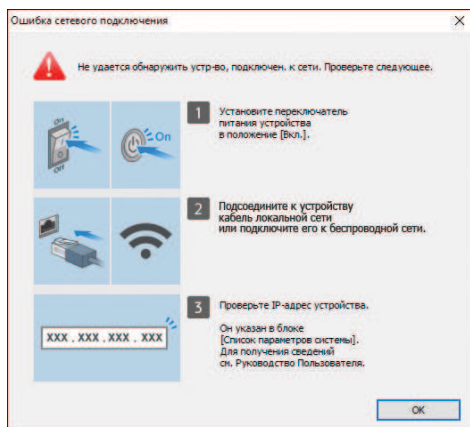 Ошибка сетевого подключения
Не удается обнаружить устр-во, подключен. к сети. Проверьте следующее.
On
Off
On
1
Установите переключатель
питания устройства
в положение [Вкл.].
2
Подсоедините к устройству
кабель локальной сети
или подключите его к беспроводной сети.
3
Проверьте IP-адрес устройства.
Он указан в блоке
[Список параметров системы].
Для получения сведений
см. Руководство Пользователя.
XXX . XXX . XXX . XXX
OK